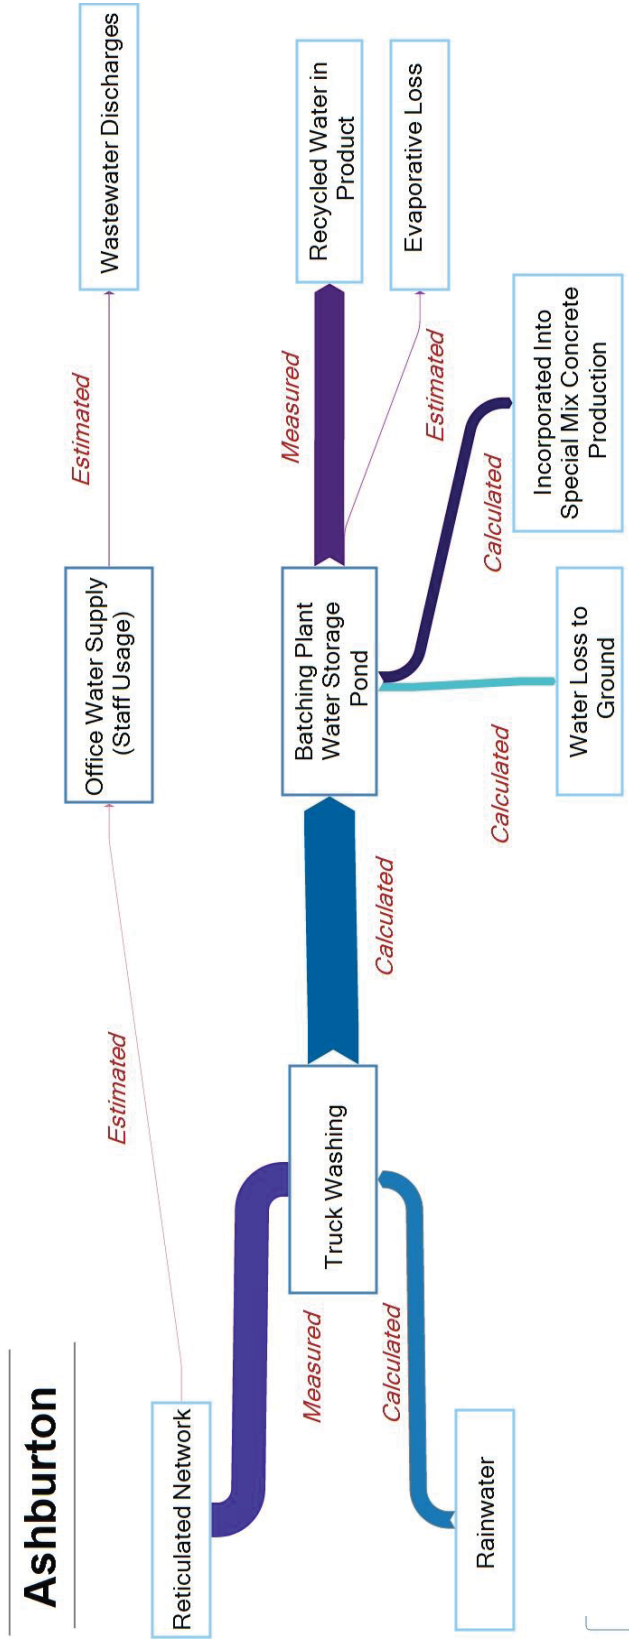 Ashburton
Reticulated Network
Estimated
Office Water Supply
(Staff Usage)
Estimated
Wastewater Discharges
Measured
Truck Washing
Calculated
Rainwater
Calculated
Batching Plant
Water Storage
Pond
Measured
Recycled Water in
Product
Estimated
Evaporative Loss
Calculated
Incorporated Into
Special Mix Concrete
Production
Calculated
Water Loss to
Ground